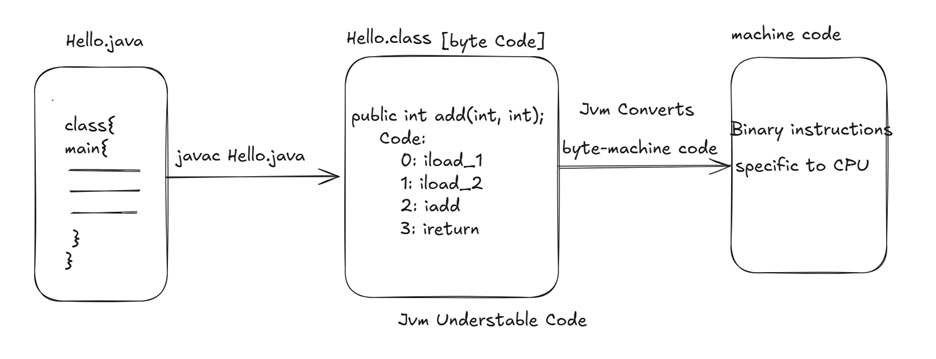 Hello.java
class{
main{
}
}
javac Hello.java
Hello.class [byte Code]
public int add(int, int);
Code:
0: iload_1
1: iload_2
2: iadd
3: ireturn
Jvm Understable Code
Jvm Converts
byte-machine code
machine code
Binary instructions
specific to CPU